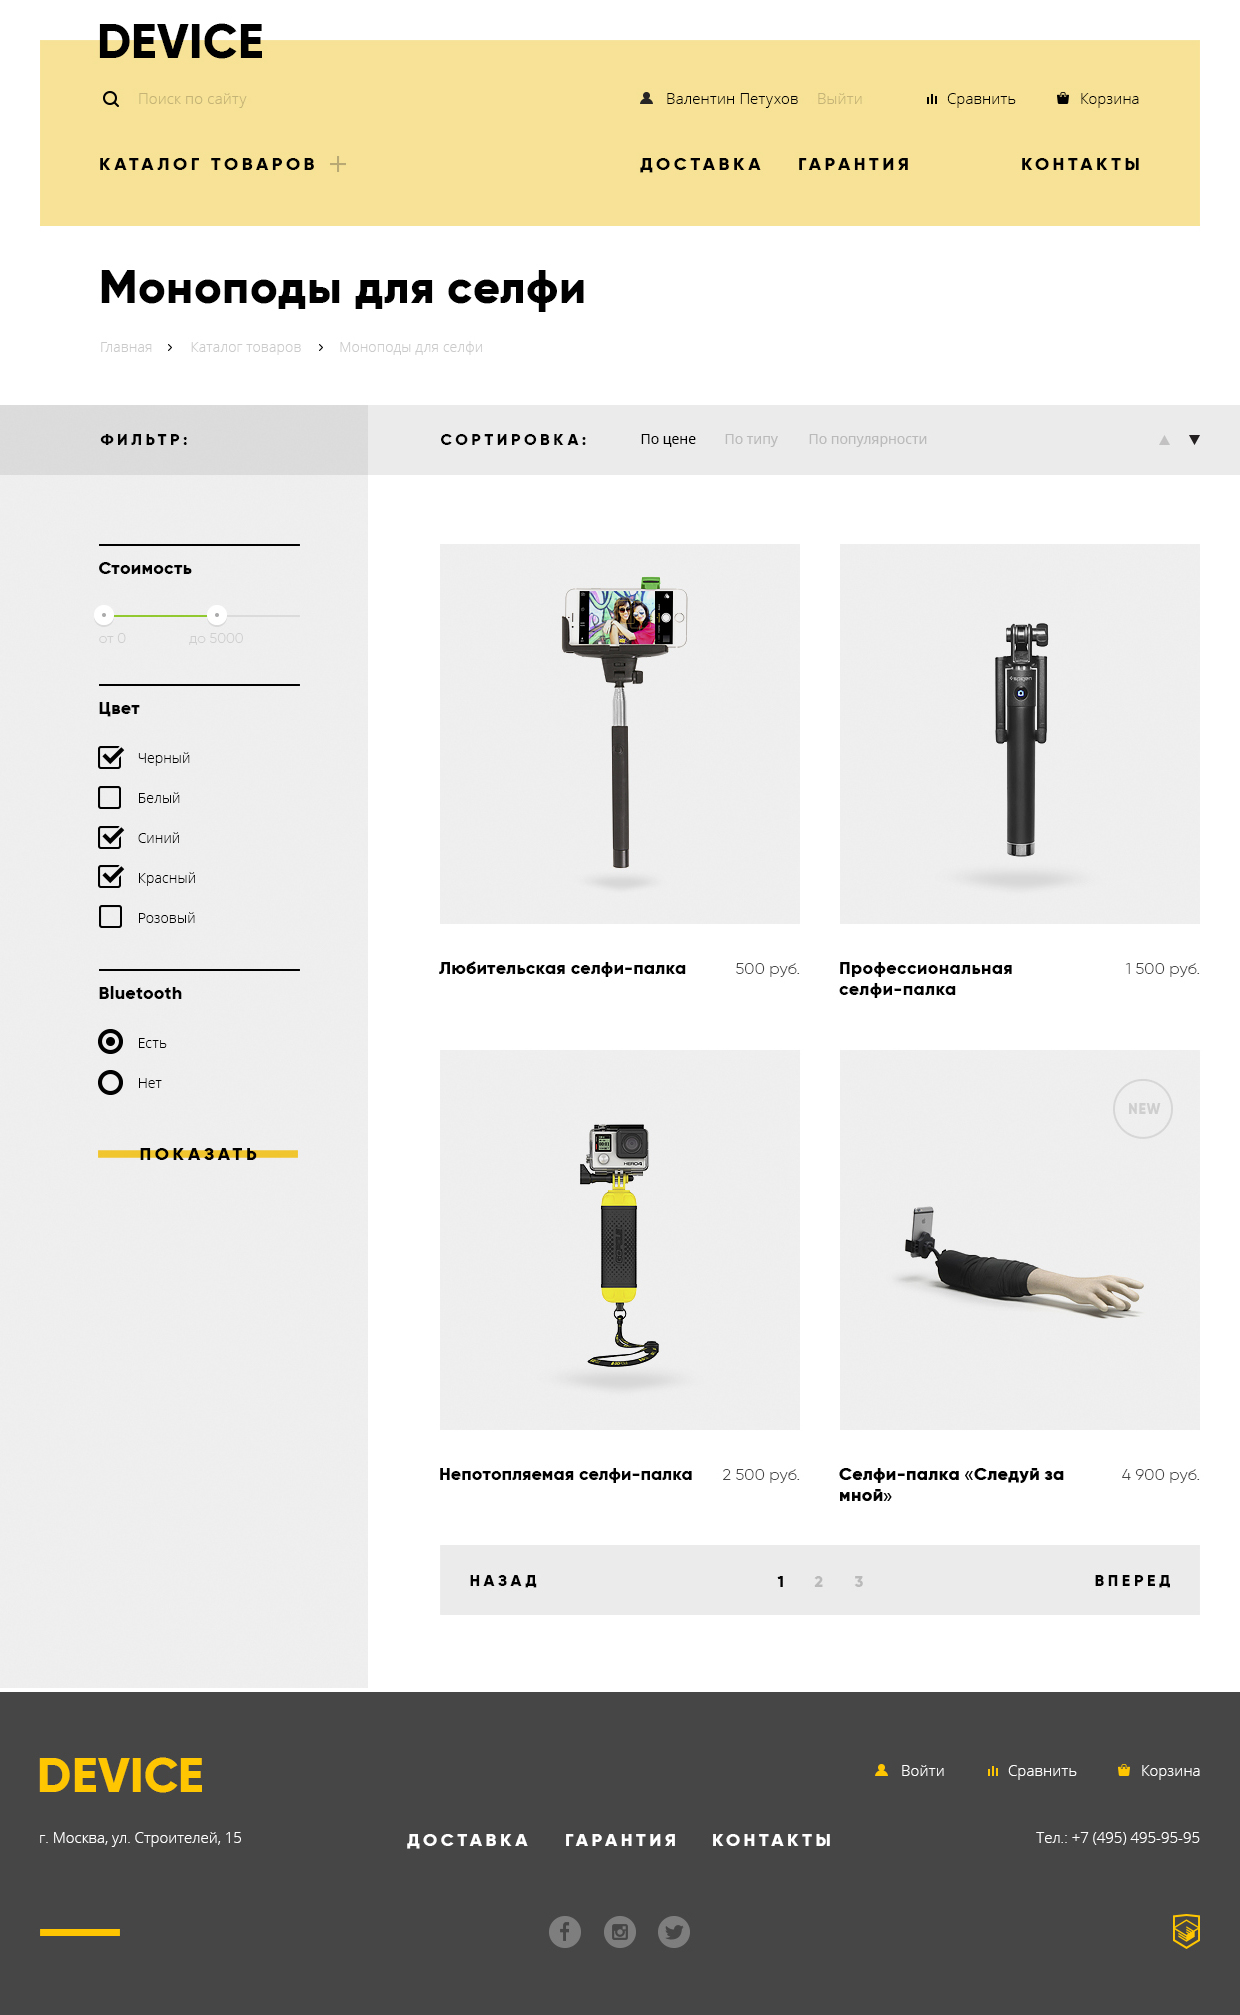 DEVICE
Поиск по сайту
Валентин Петухов Выйти Сравнить Корзина
КАТАЛОГ ТОВАРОВ ДОСТАВКА ГАРАНТИЯ КОНТАКТЫ
Моноподы для селфи
Главная Каталог товаров Моноподы для селфи
ФИЛЬТР: СОРТИРОВКА: По цене По типу По популярности
Стоимость
от 0 до 5000
Цвет
Черный
Белый
Синий
Красный
Розовый
Bluetooth
Есть
Нет
ПОКАЗАТЬ
spigen
Любительская селфи-палка 500 руб.
Профессиональная 1 500 руб.
селфи-палка
HERO4
NEW
Непотопляемая селфи-палка 2 500 руб.
Селфи-палка «Следуй за 4 900 руб.
мной»
НАЗАД 1 2 3 ВПЕРЕД
DEVICE
Войти Сравнить Корзина
г. Москва, ул. Строителей, 15
ДОСТАВКА ГАРАНТИЯ КОНТАКТЫ
Тел.: +7 (495) 495-95-95